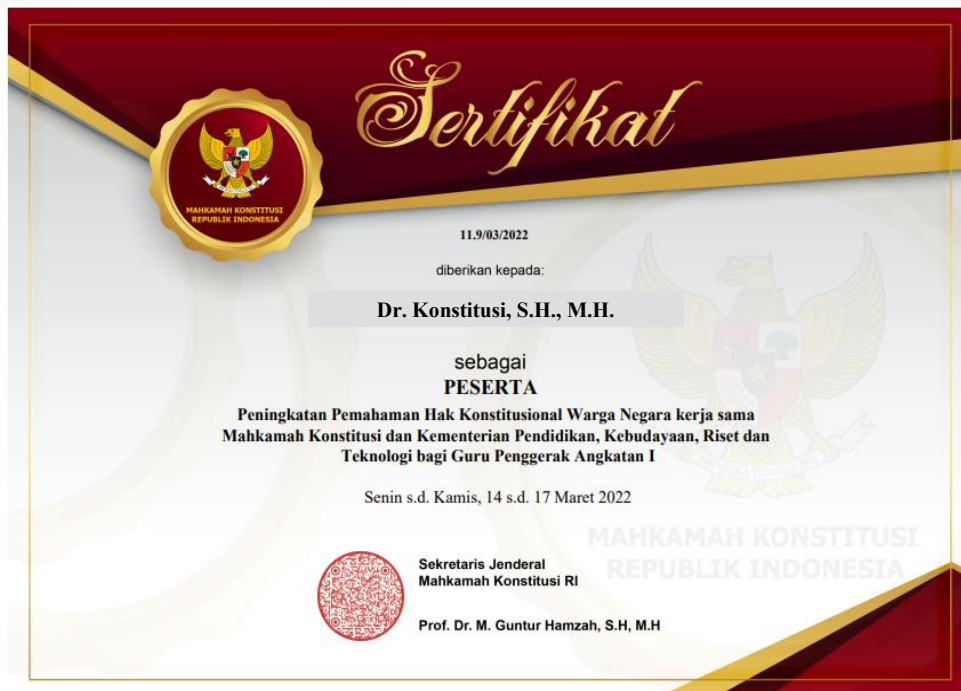 Sertifikat
MAHKAMAH KONSTITUSI
REPUBLIK INDONESIA
11.9/03/2022
diberikan kepada:
Dr. Konstitusi, S.H., M.H.
sebagai
PESERTA
Peningkatan Pemahaman Hak Konstitusional Warga Negara kerja sama
Mahkamah Konstitusi dan Kementerian Pendidikan, Kebudayaan, Riset dan
Teknologi bagi Guru Penggerak Angkatan I
Senin s.d. Kamis, 14 s.d. 17 Maret 2022
MAHKAMAH KONSTITUSI
REPUBLIK INDONESIA
Sekretaris Jenderal
Mahkamah Konstitusi RI
Prof. Dr. M. Guntur Hamzah, S.H, M.H